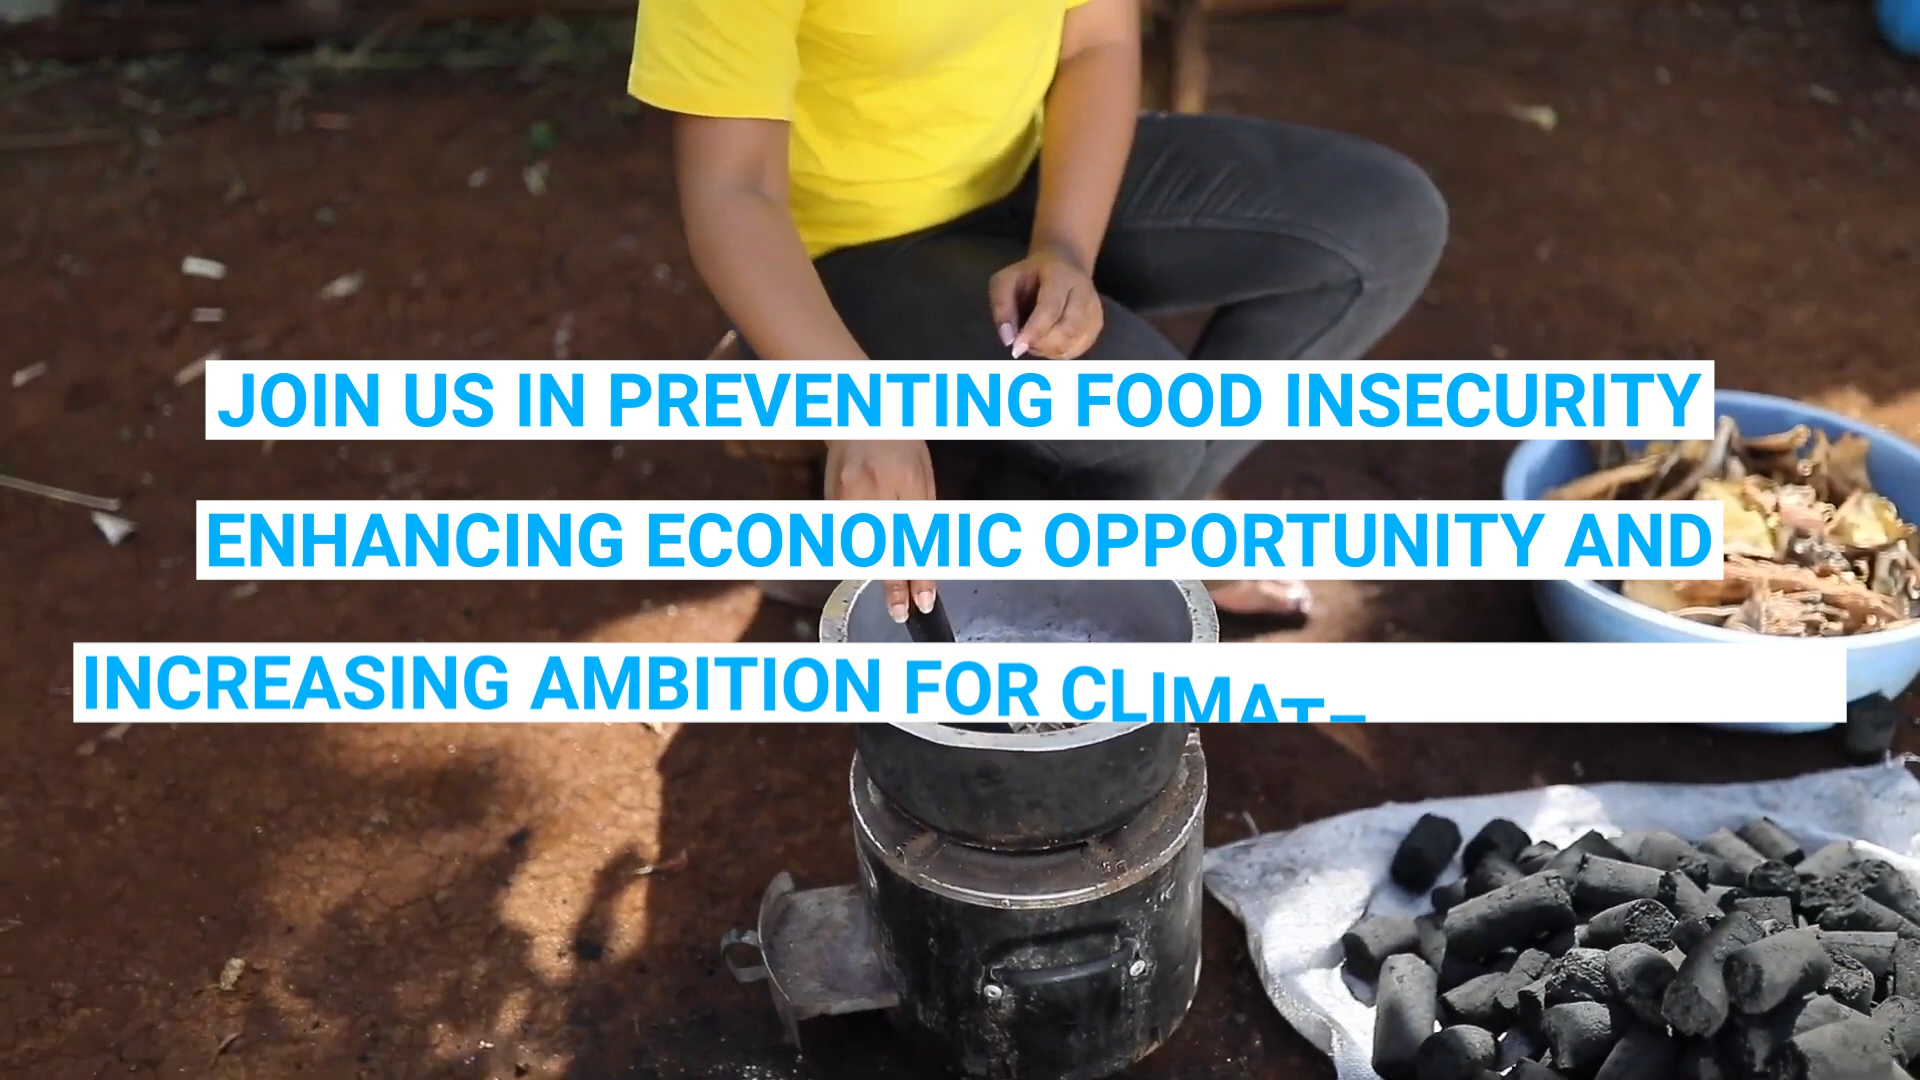 JOIN US IN PREVENTING FOOD INSECURITY
ENHANCING ECONOMIC OPPORTUNITY AND
INCREASING AMBITION FOR